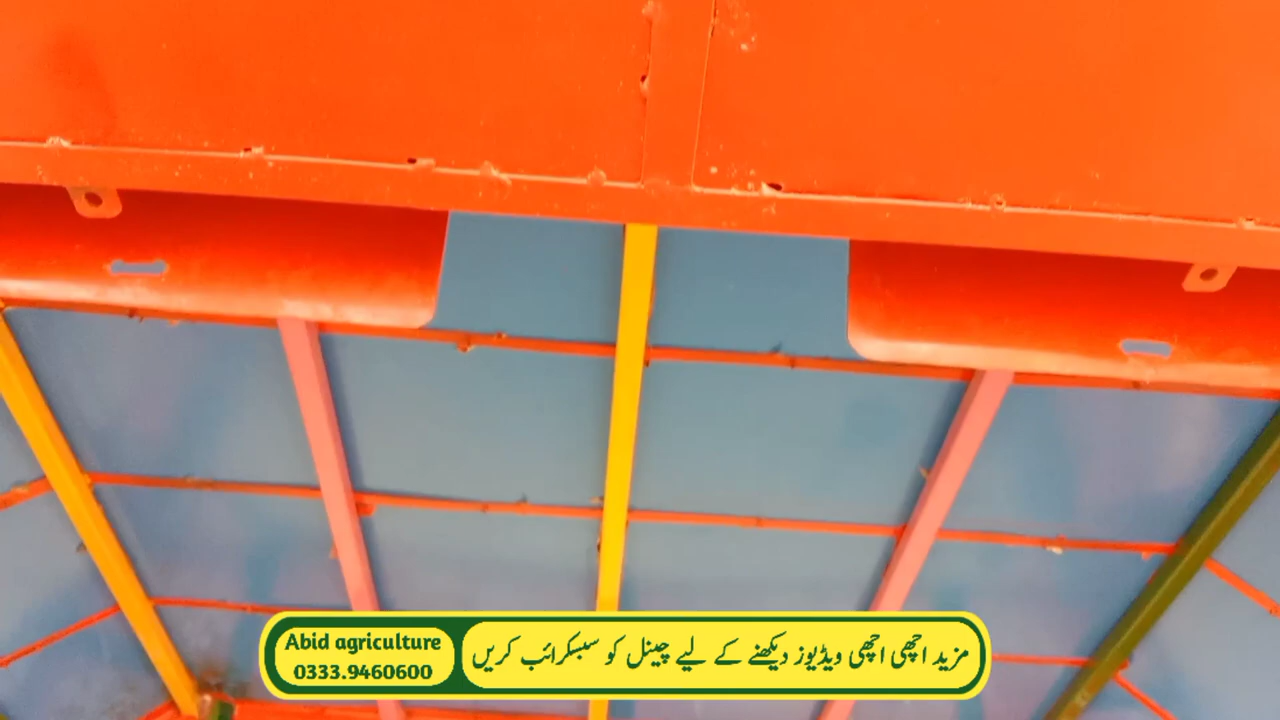 Abid agriculture
0333.9460600
مزید اچھی اچھی ویڈیوز دیکھنے کے لیے چینل کو سبسکرائب کریں